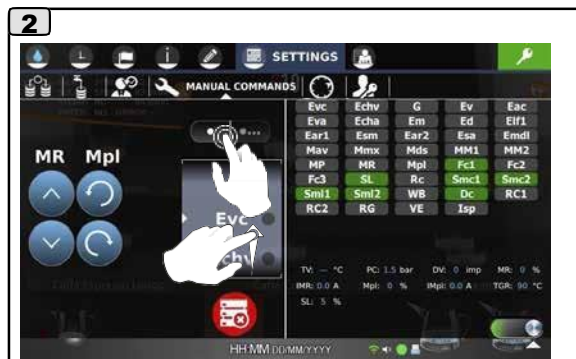 2
SETTINGS
MANUAL COMMANDS
MR Mpl
Evc
Evc Echv G Ev Eac
Eva Echa Em Ed Elf1
Ear1 Esm Ear2 Esa Emdl
Mav Mmx Mds MM1 MM2
MP MR Mpl Fc1 Fc2
Fc3 SL Rc Smc1 Smc2
Sml1 Sml2 WB Dc RC1
RC2 RG VE Isp
TV: — °C PC: 1.5 bar DV: 0 imp MR: 0 %
IMR: 0.0 A Mpl: 0 % IMpl: 0.0 A TGR: 90 °C
SL: 5 %
HH:MM DD/MM/YYYY